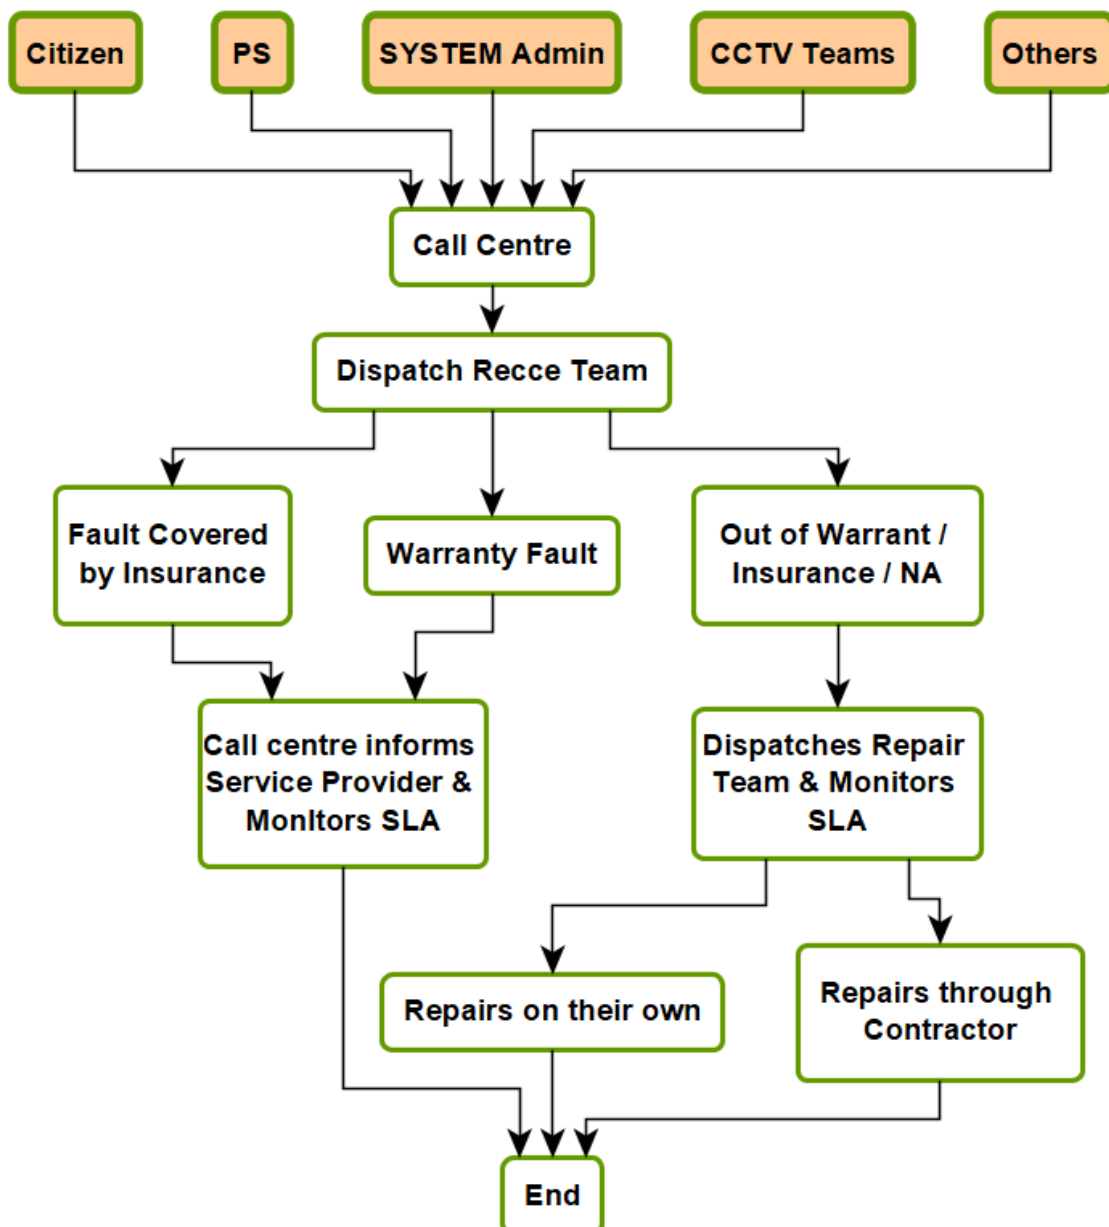 Citizen
PS
SYSTEM Admin
CCTV Teams
Others
Call Centre
Dispatch Recce Team
Fault Covered
by Insurance
Warranty Fault
Out of Warrant /
Insurance / NA
Call centre informs
Service Provider &
MonItors SLA
Dispatches Repair
Team & Monitors
SLA
Repairs on their own
Repairs through
Contractor
End